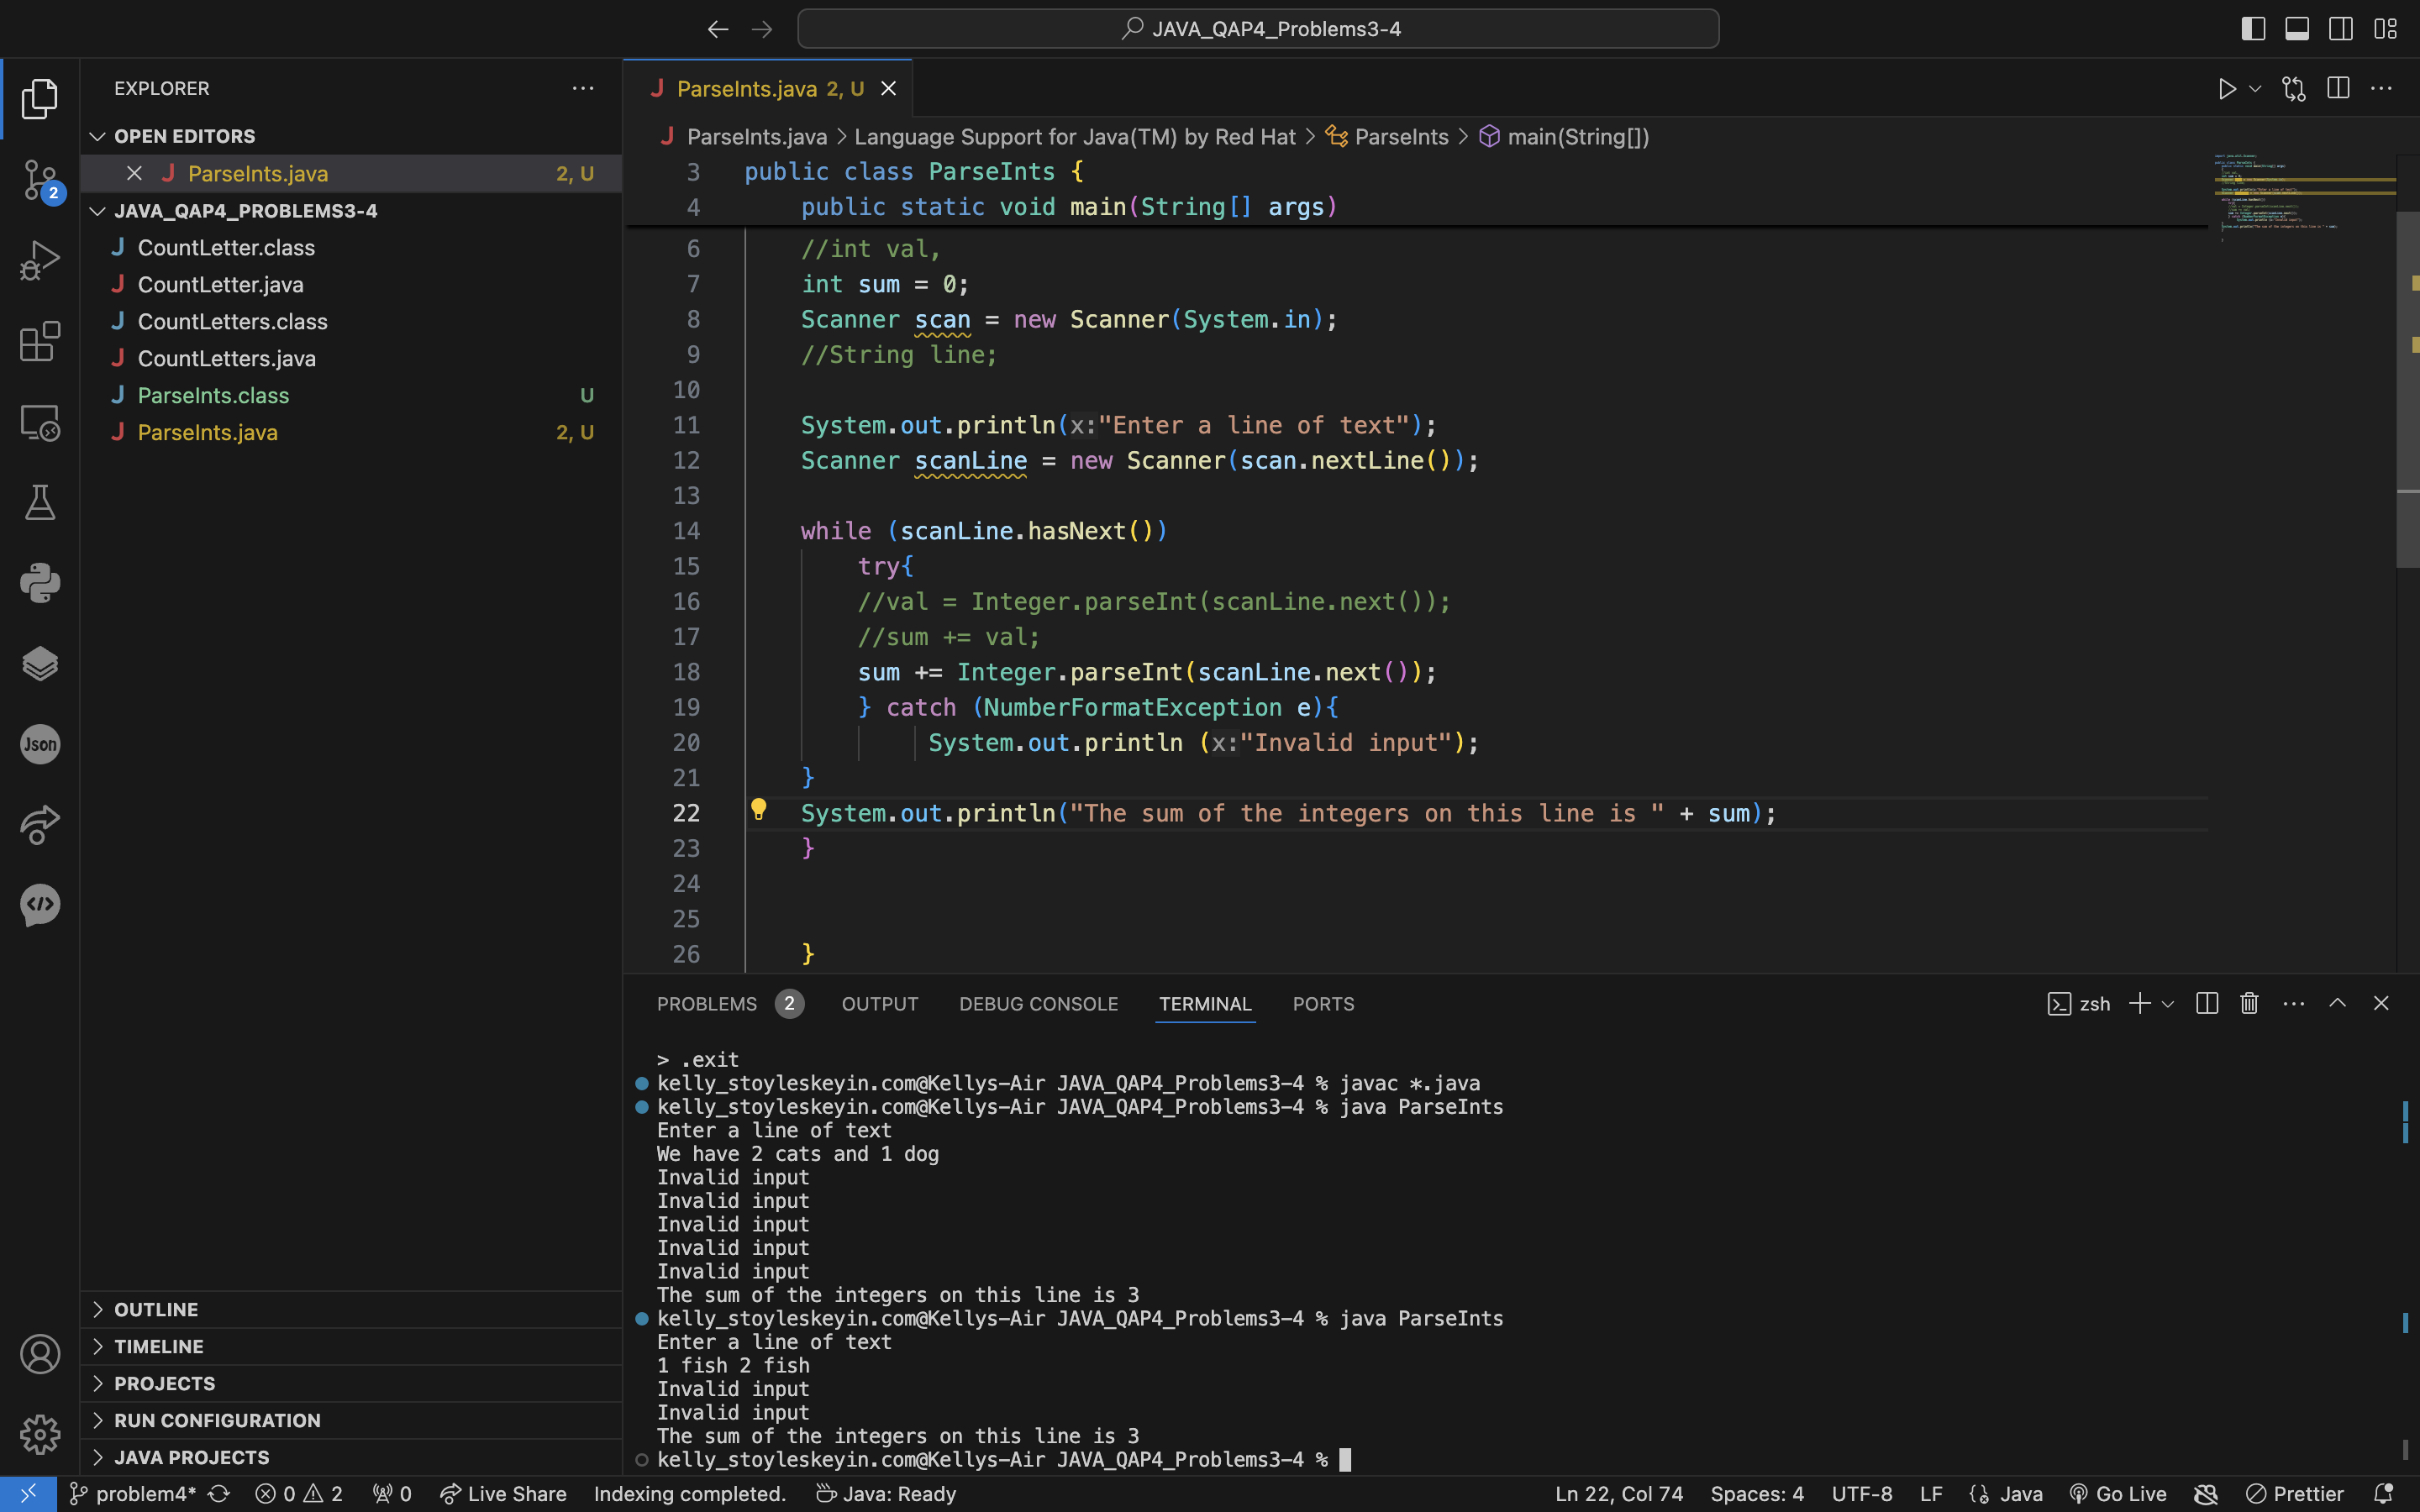 JAVA_QAP4_Problems3-4
EXPLORER
OPEN EDITORS
ParseInts.java 2, U
JAVA_QAP4_PROBLEMS3-4
CountLetter.class
CountLetter.java
CountLetters.class
CountLetters.java
ParseInts.class U
ParseInts.java 2, U
OUTLINE
TIMELINE
PROJECTS
RUN CONFIGURATION
JAVA PROJECTS
2
Json
ParseInts.java 2, U
ParseInts.java > Language Support for Java(TM) by Red Hat > ParseInts > main(String[])
3 public class ParseInts {
4 public static void main(String[] args)
6 //int val,
7 int sum = 0;
8 Scanner scan = new Scanner(System.in);
9 //String line;
10
11 System.out.println(x:"Enter a line of text");
12 Scanner scanLine = new Scanner(scan.nextLine());
13
14 while (scanLine.hasNext())
15 try{
16 //val = Integer.parseInt(scanLine.next());
17 //sum += val;
18 sum += Integer.parseInt(scanLine.next());
19 } catch (NumberFormatException e){
20 System.out.println (x:"Invalid input");
21 }
22 System.out.println("The sum of the integers on this line is " + sum);
23 }
24
25
26 }
PROBLEMS 2 OUTPUT DEBUG CONSOLE TERMINAL PORTS zsh
> .exit
kelly_stoyleskeyin.com@Kellys-Air JAVA_QAP4_Problems3-4 % javac *.java
kelly_stoyleskeyin.com@Kellys-Air JAVA_QAP4_Problems3-4 % java ParseInts
Enter a line of text
We have 2 cats and 1 dog
Invalid input
Invalid input
Invalid input
Invalid input
Invalid input
The sum of the integers on this line is 3
kelly_stoyleskeyin.com@Kellys-Air JAVA_QAP4_Problems3-4 % java ParseInts
Enter a line of text
1 fish 2 fish
Invalid input
Invalid input
The sum of the integers on this line is 3
kelly_stoyleskeyin.com@Kellys-Air JAVA_QAP4_Problems3-4 %
problem4* 0 2 0 Live Share Indexing completed. Java: Ready Ln 22, Col 74 Spaces: 4 UTF-8 LF Java Go Live Prettier